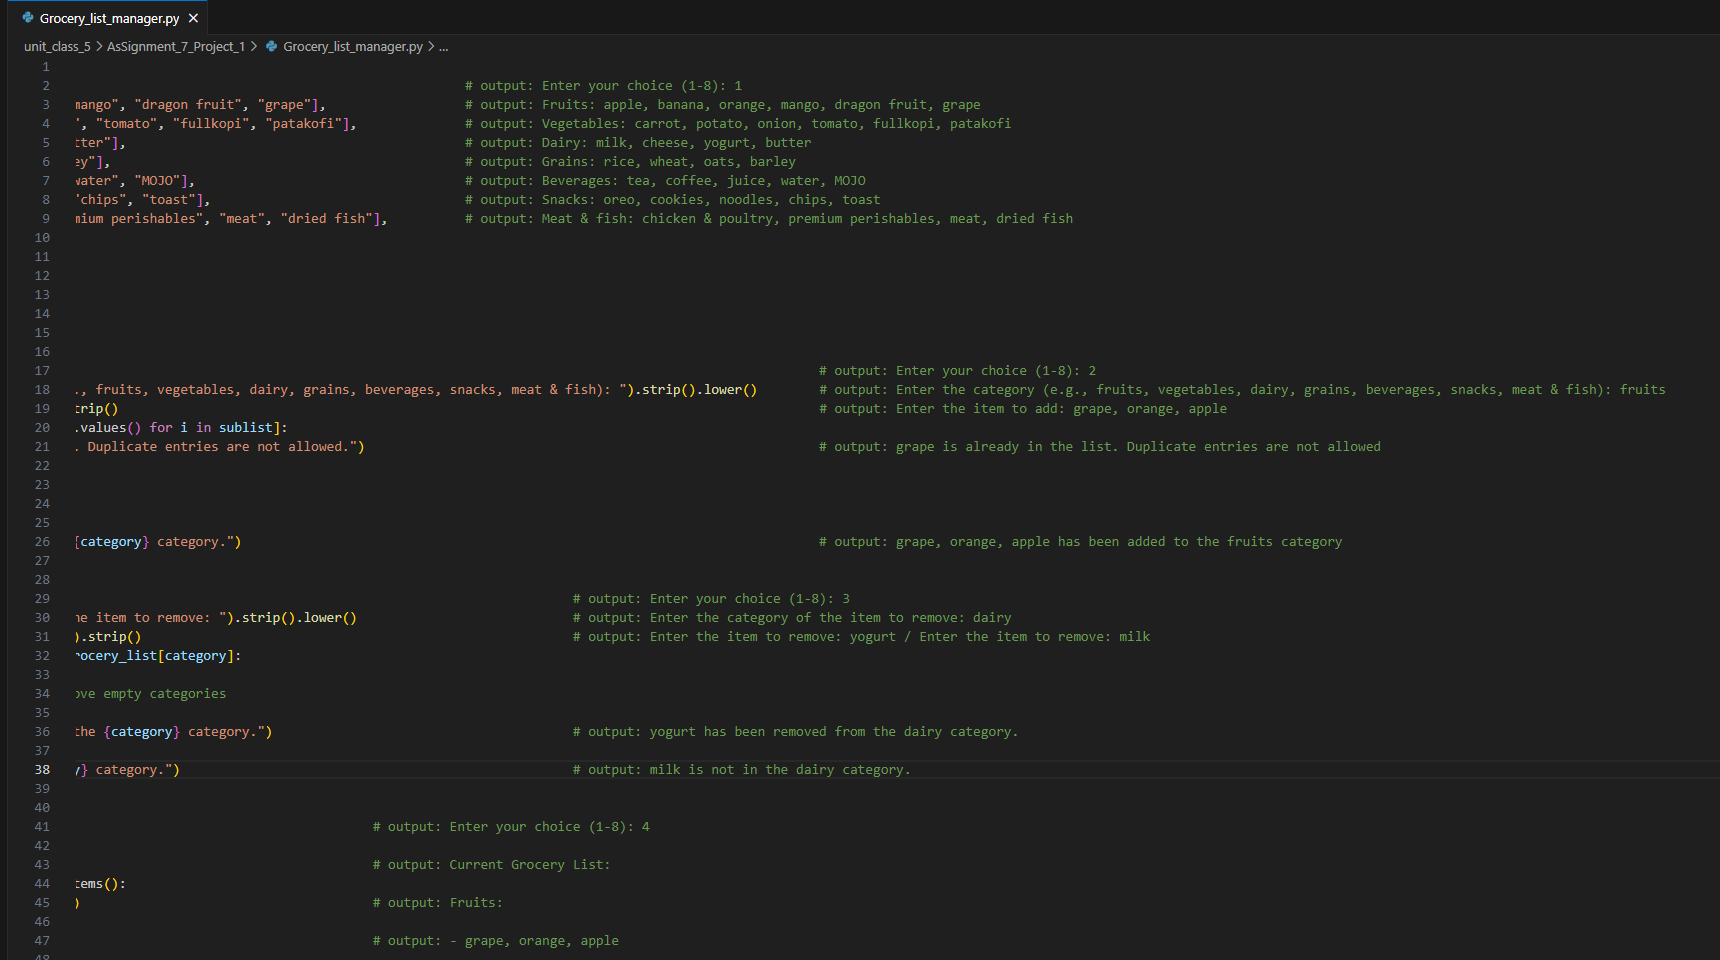 Grocery_list_manager.py ×
unit_class_5 > AsSignment_7_Project_1 > Grocery_list_manager.py > ...
1
2 # output: Enter your choice (1-8): 1
3 mango", "dragon fruit", "grape"], # output: Fruits: apple, banana, orange, mango, dragon fruit, grape
4 ", "tomato", "fullkopi", "patakofi"], # output: Vegetables: carrot, potato, onion, tomato, fullkopi, patakofi
5 tter"], # output: Dairy: milk, cheese, yogurt, butter
6 ey"], # output: Grains: rice, wheat, oats, barley
7 water", "MOJO"], # output: Beverages: tea, coffee, juice, water, MOJO
8 "chips", "toast"], # output: Snacks: oreo, cookies, noodles, chips, toast
9 mium perishables", "meat", "dried fish"], # output: Meat & fish: chicken & poultry, premium perishables, meat, dried fish
10
11
12
13
14
15
16
17 # output: Enter your choice (1-8): 2
18 ., fruits, vegetables, dairy, grains, beverages, snacks, meat & fish): ").strip().lower() # output: Enter the category (e.g., fruits, vegetables, dairy, grains, beverages, snacks, meat & fish): fruits
19 trip() # output: Enter the item to add: grape, orange, apple
20 .values() for i in sublist]:
21 . Duplicate entries are not allowed.") # output: grape is already in the list. Duplicate entries are not allowed
22
23
24
25
26 {category} category.") # output: grape, orange, apple has been added to the fruits category
27
28
29 # output: Enter your choice (1-8): 3
30 he item to remove: ").strip().lower() # output: Enter the category of the item to remove: dairy
31 ).strip() # output: Enter the item to remove: yogurt / Enter the item to remove: milk
32 rocery_list[category]:
33
34 ove empty categories
35
36 the {category} category.") # output: yogurt has been removed from the dairy category.
37
38 y} category.") # output: milk is not in the dairy category.
39
40
41 # output: Enter your choice (1-8): 4
42
43 # output: Current Grocery List:
44 tems():
45 ) # output: Fruits:
46
47 # output: - grape, orange, apple
48